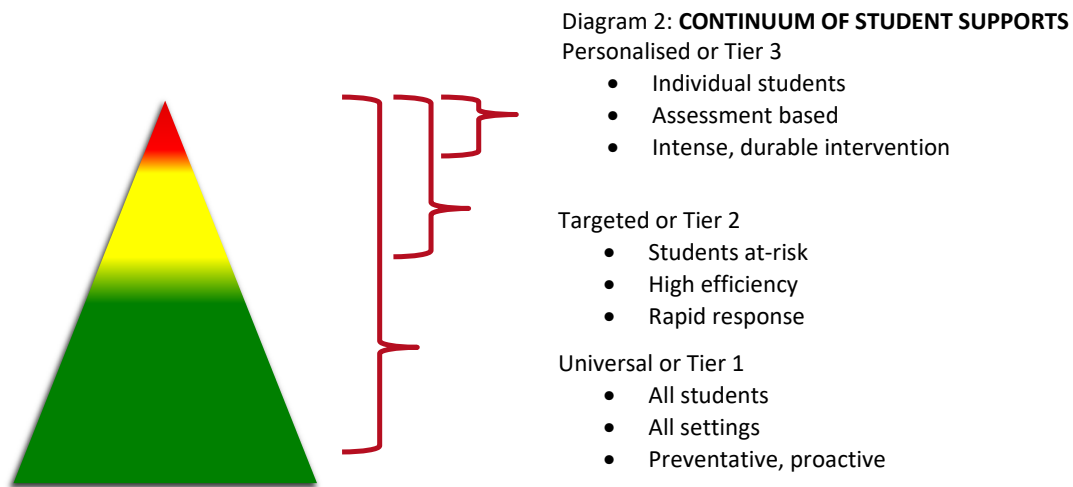 Diagram 2: CONTINUUM OF STUDENT SUPPORTS
Personalised or Tier 3
• Individual students
• Assessment based
• Intense, durable intervention
Targeted or Tier 2
• Students at-risk
• High efficiency
• Rapid response
Universal or Tier 1
• All students
• All settings
• Preventative, proactive